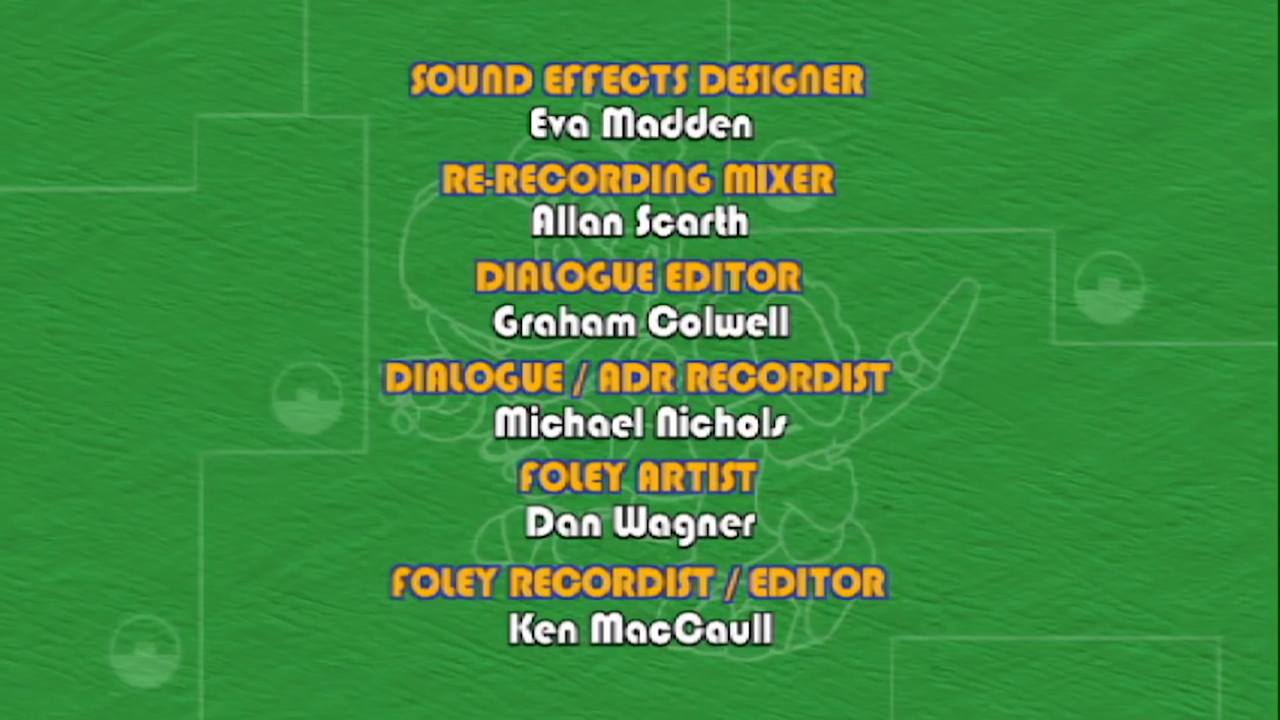 SOUND EFFECTS DESIGNER
Eva Madden
RE-RECORDING MIXER
Allan Scarth
DIALOGUE EDITOR
Graham Colwell
DIALOGUE / ADR RECORDIST
Michael Nichols
FOLEY ARTIST
Dan Wagner
FOLEY RECORDIST / EDITOR
Ken MacCaull